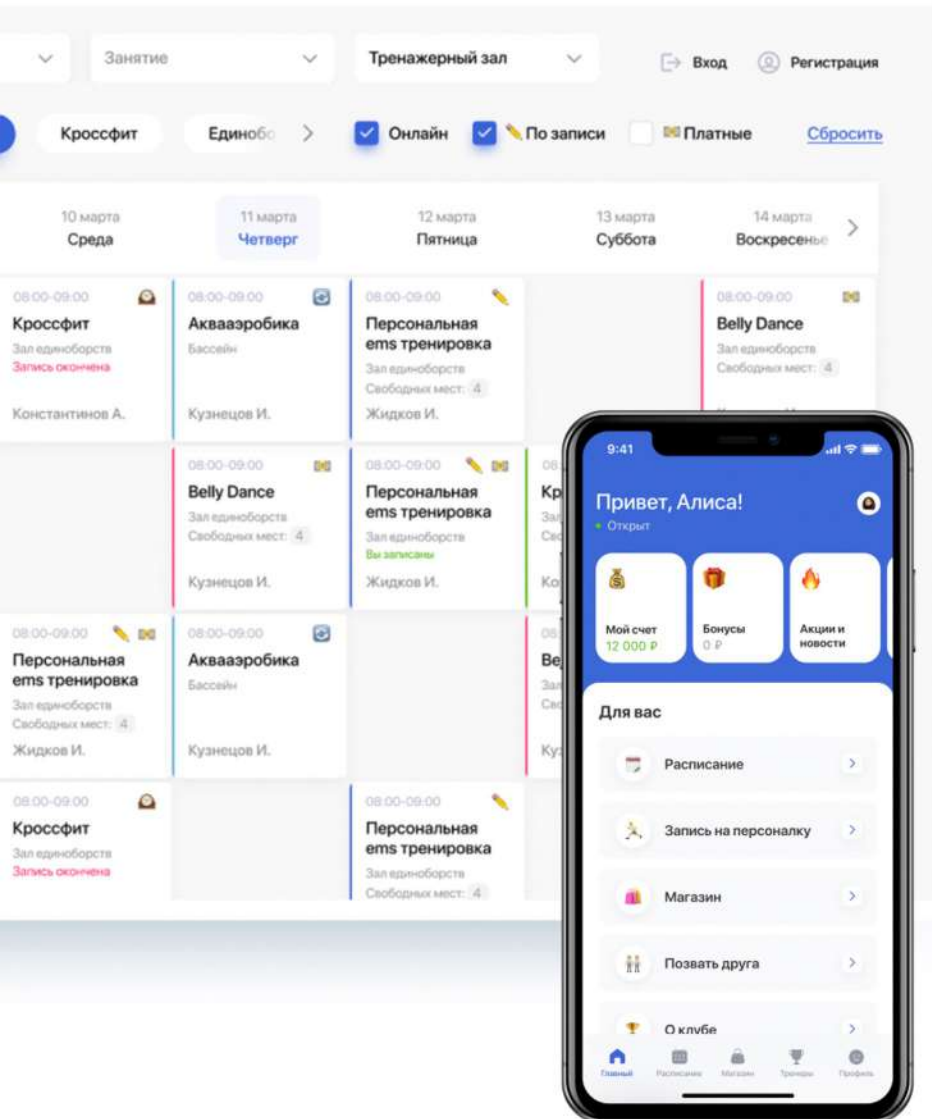 Занятие
Тренажерный зал
Вход
Регистрация
Кроссфит
Единобо
Онлайн
По записи
Платные
Сбросить
10 марта
Среда
11 марта
Четверг
12 марта
Пятница
13 марта
Суббота
14 марта
Воскресенье
08:00-09:00
Кроссфит
Зал единоборств
Запись окончена
Константинов А.
08:00-09:00
Аквааэробика
Бассейн
Кузнецов И.
08:00-09:00
Персональная
ems тренировка
Зал единоборств
Свободных мест: 4
Жидков И.
08:00-09:00
Belly Dance
Зал единоборств
Свободных мест: 4
08:00-09:00
Belly Dance
Зал единоборств
Свободных мест: 4
Кузнецов И.
08:00-09:00
Персональная
ems тренировка
Зал единоборств
Вы записаны
Жидков И.
08:00-09:00
Персональная
ems тренировка
Зал единоборств
Свободных мест: 4
Жидков И.
08:00-09:00
Аквааэробика
Бассейн
Кузнецов И.
08:00-09:00
Кроссфит
Зал единоборств
Запись окончена
08:00-09:00
Персональная
ems тренировка
Зал единоборств
Свободных мест: 4
9:41
Привет, Алиса!
Открыт
Мой счет
12 000 ₽
Бонусы
0 ₽
Акции и
новости
Для вас
Расписание
Запись на персоналку
Магазин
Позвать друга
О клубе
Главный
Расписание
Магазин
Тренеры
Профиль